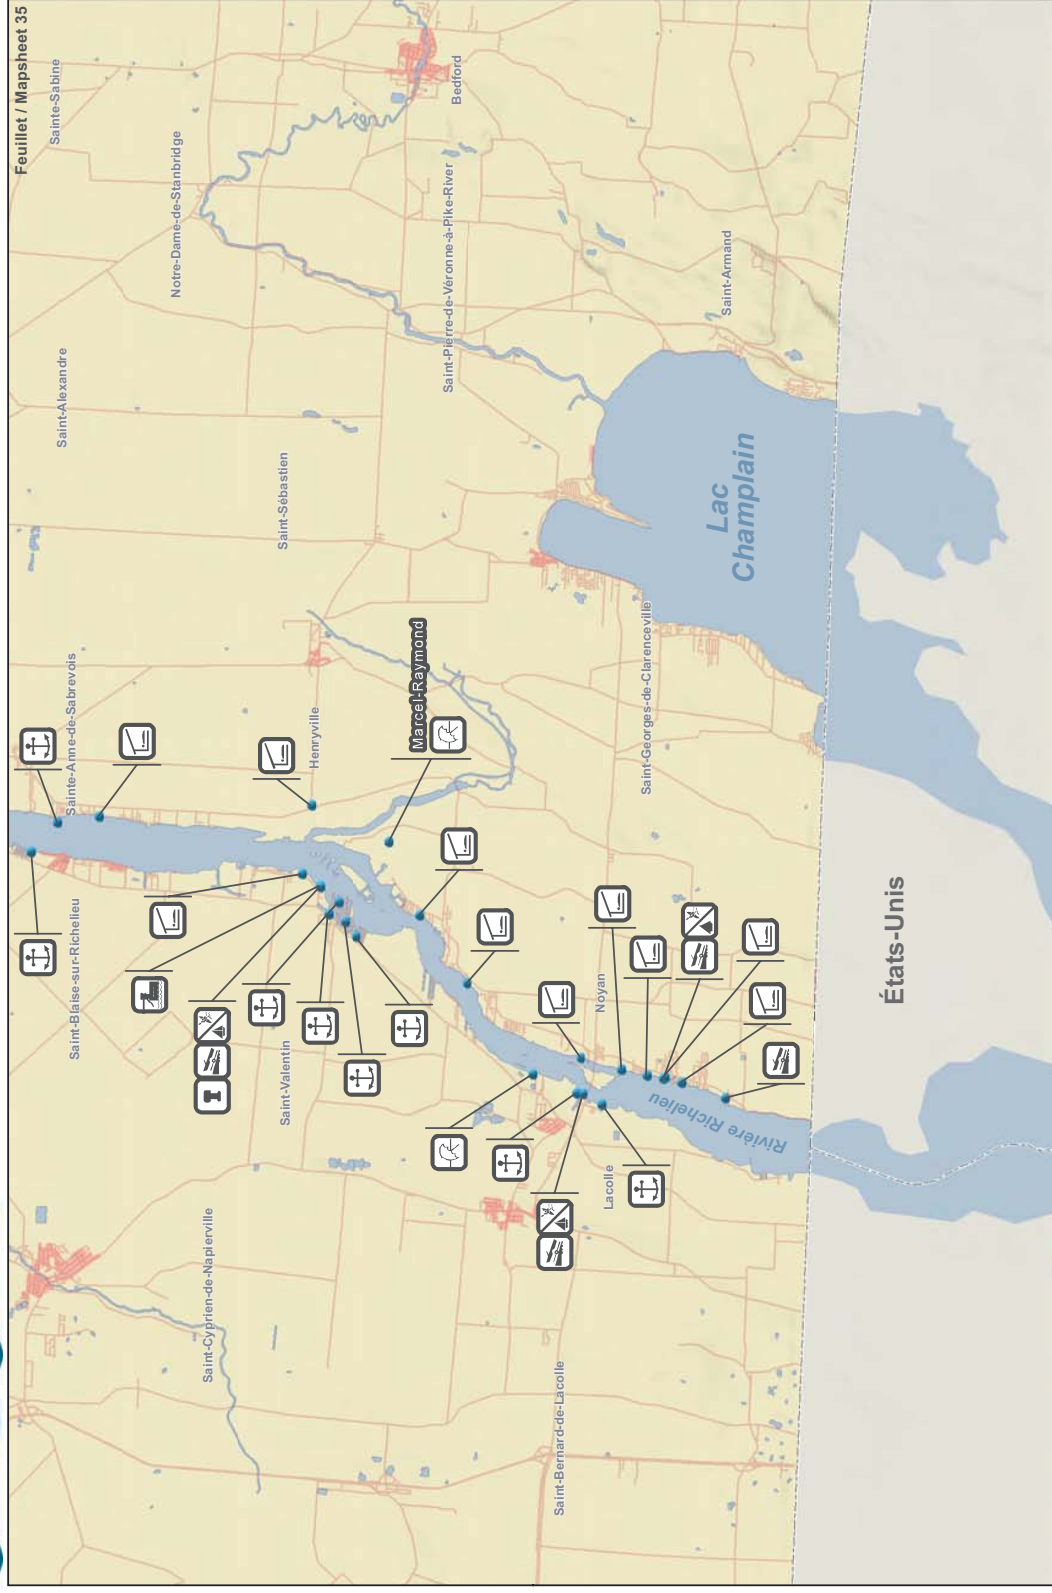 Feuillet / Mapsheet 35
Sainte-Sabine
Bedford
Notre-Dame-de-Stanbridge
Saint-Pierre-de-Véronne-à-Pike-River
Saint-Armand
Saint-Alexandre
Saint-Sébastien
Lac
Champlain
Saint-Georges-de-Clarenceville
Sainte-Anne-de-Sabrevois
Henryville
Marcel-Raymond
Saint-Blaise-sur-Richelieu
Saint-Valentin
Noyan
États-Unis
Rivière Richelieu
Lacolle
Saint-Cyprien-de-Napierville
Saint-Bernard-de-Lacolle